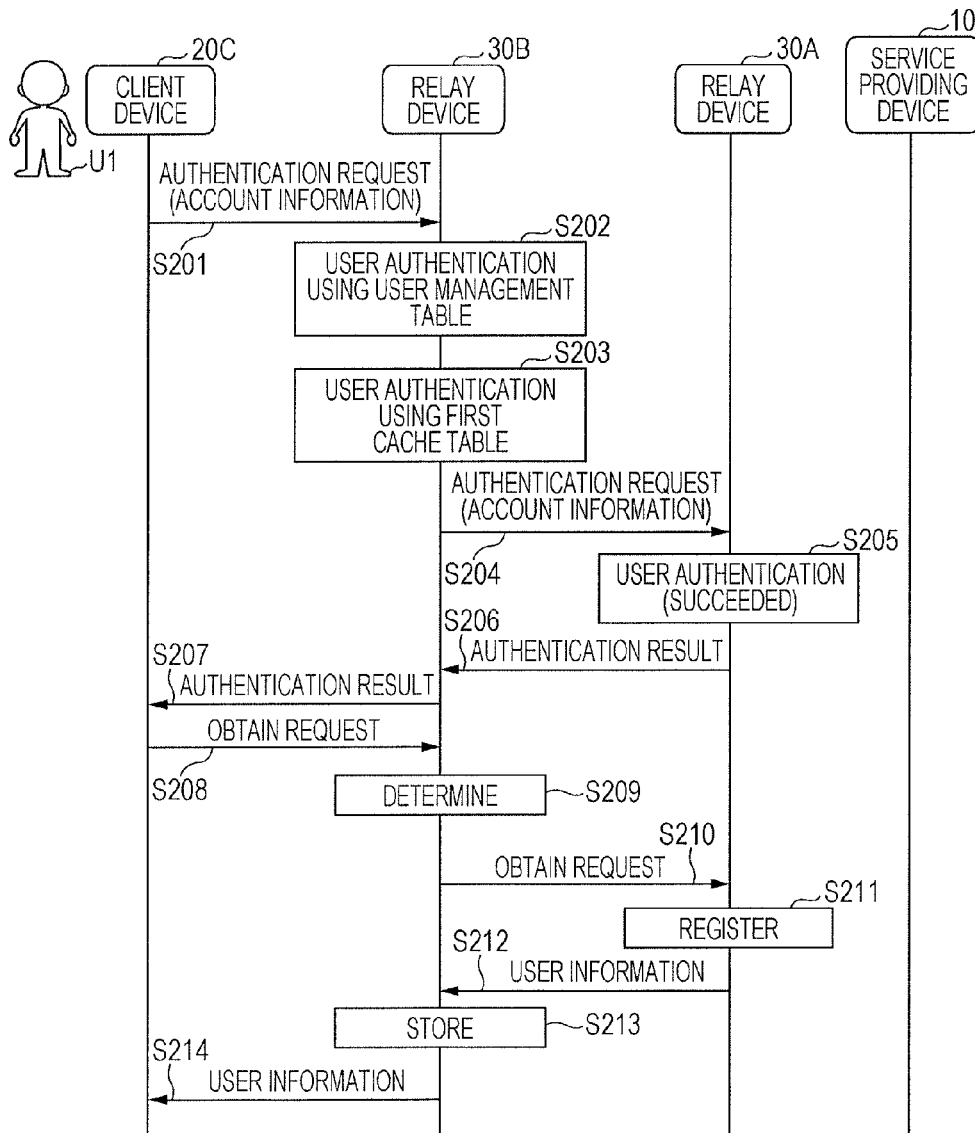 20C
30B
30A
10
CLIENT
DEVICE
RELAY
DEVICE
RELAY
DEVICE
SERVICE
PROVIDING
DEVICE
U1
AUTHENTICATION REQUEST
(ACCOUNT INFORMATION)
S201
S202
USER AUTHENTICATION
USING USER MANAGEMENT
TABLE
S203
USER AUTHENTICATION
USING FIRST
CACHE TABLE
AUTHENTICATION REQUEST
(ACCOUNT INFORMATION)
S204
S205
USER AUTHENTICATION
(SUCCEEDED)
S206
AUTHENTICATION RESULT
S207
AUTHENTICATION RESULT
OBTAIN REQUEST
S208
DETERMINE
S209
S210
OBTAIN REQUEST
S211
REGISTER
S212
USER INFORMATION
STORE
S213
S214
USER INFORMATION